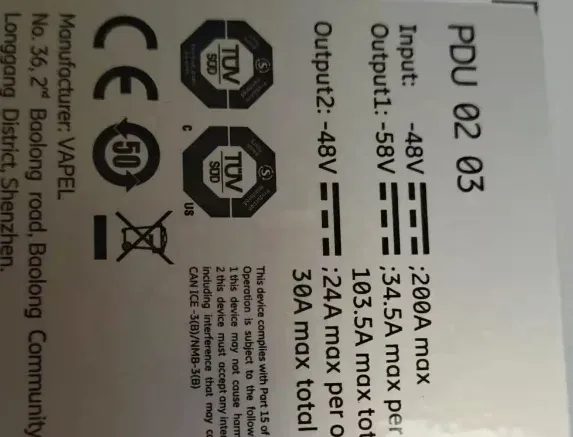 PDU 02 03
Input: -48V ;200A max
Output1: -58V ;34.5A max per
103.5A max tot
Output2: -48V ;24A max per o
30A max total
TÜV
SÜD
TÜV
SÜD
C
US
This device complies with Part 15 of
Operation is subject to the follow
1 this device may not cause harm
2 this device must accept any inte
including interference that may c
CAN ICE -3(B)/NMB-3(B)
CE
50
Manufacturer: VAPEL
No. 36, 2nd Baolong road, Baolong Community
Longgang District, Shenzhen,